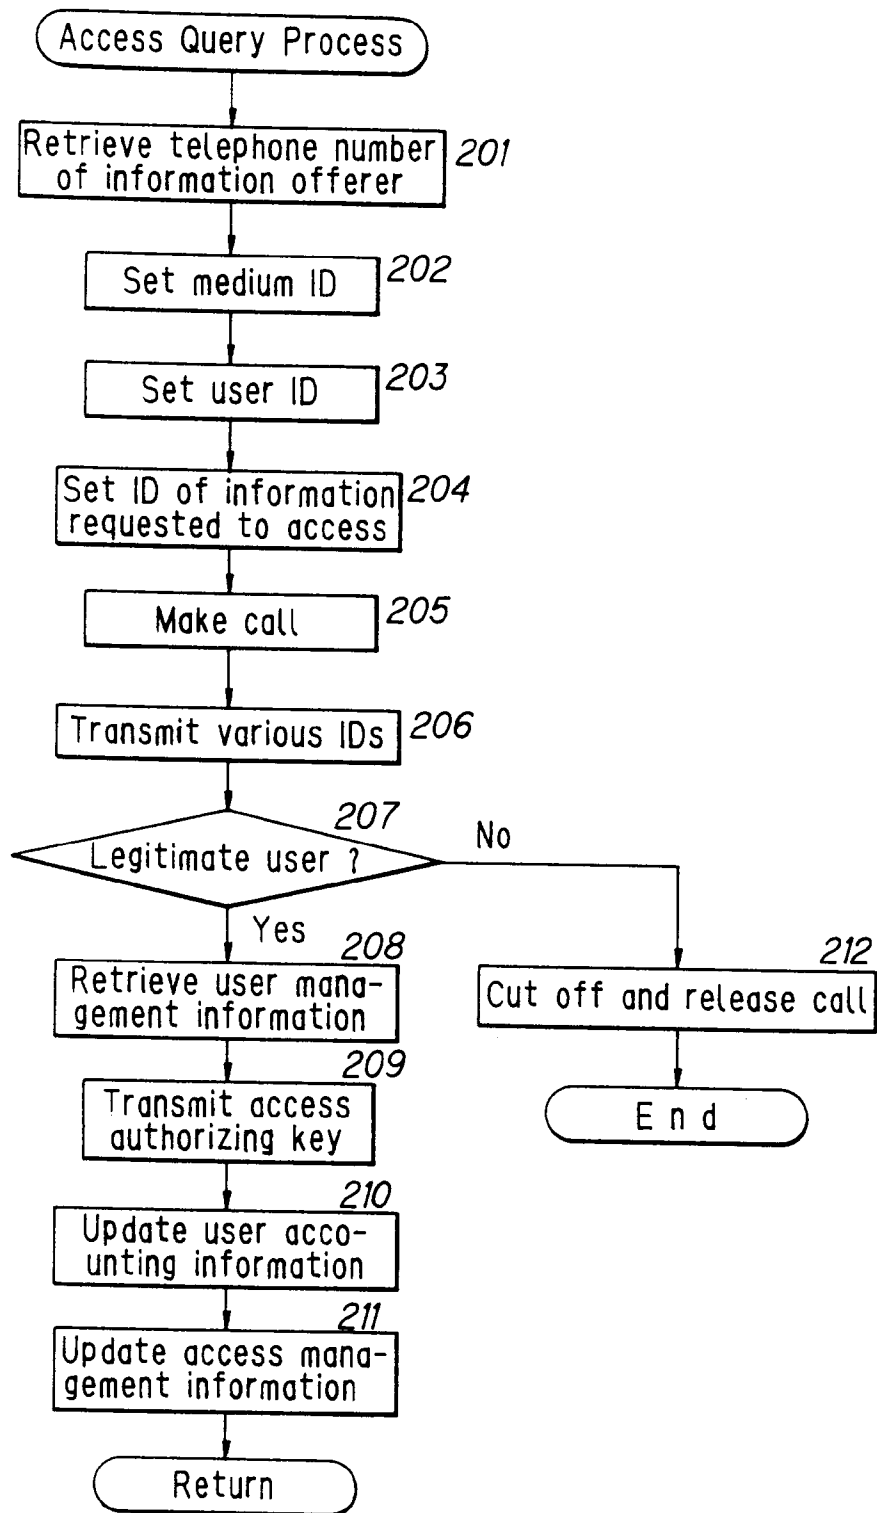 Access Query Process
Retrieve telephone number
of information offerer
201
Set medium ID
202
Set user ID
203
Set ID of information
requested to access
204
Make call
205
Transmit various IDs
206
207
Legitimate user ?
No
Yes
208
Retrieve user mana-
gement information
212
Cut off and release call
209
Transmit access
authorizing key
End
210
Update user acco-
unting information
211
Update access mana-
gement information
Return